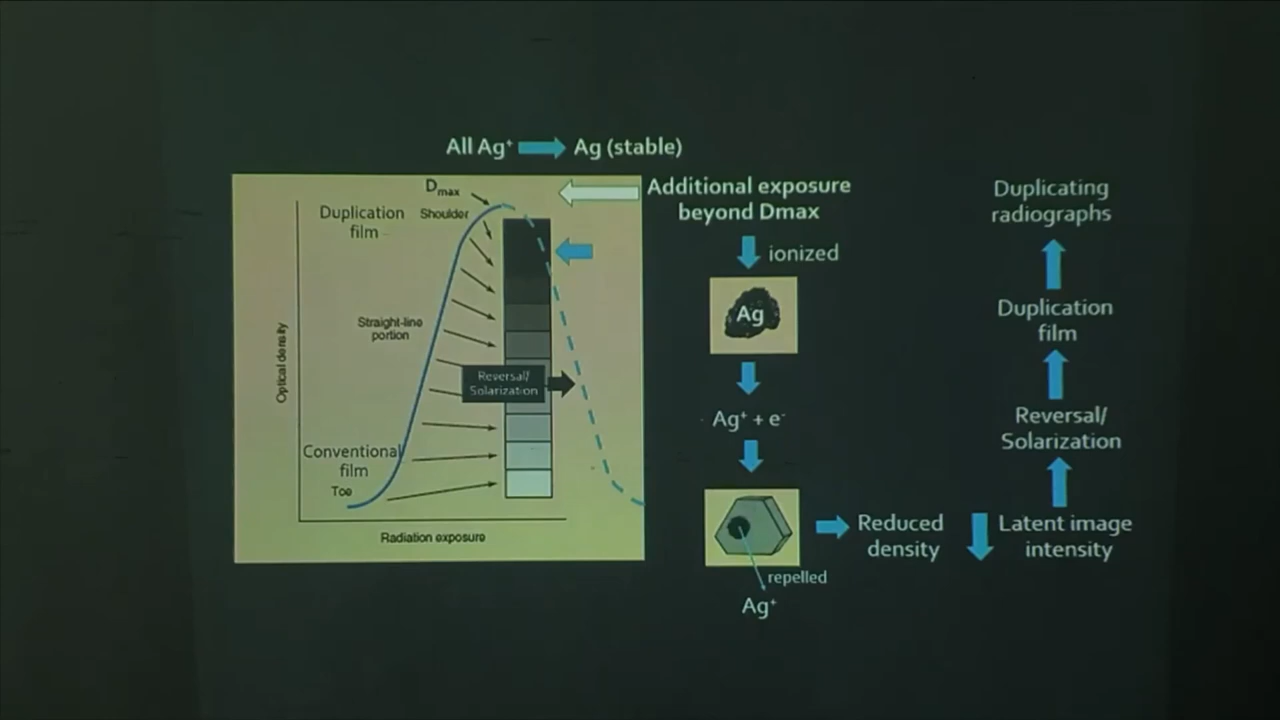 All Ag⁺ Ag (stable)
Dmax
Duplication
film
Shoulder
Straight-line
portion
Optical density
Reversal/
Solarization
Conventional
film
Toe
Radiation exposure
Additional exposure
beyond Dmax
ionized
Ag
Ag⁺ + e⁻
repelled
Ag⁺
Reduced
density
Latent image
intensity
Reversal/
Solarization
Duplication
film
Duplicating
radiographs